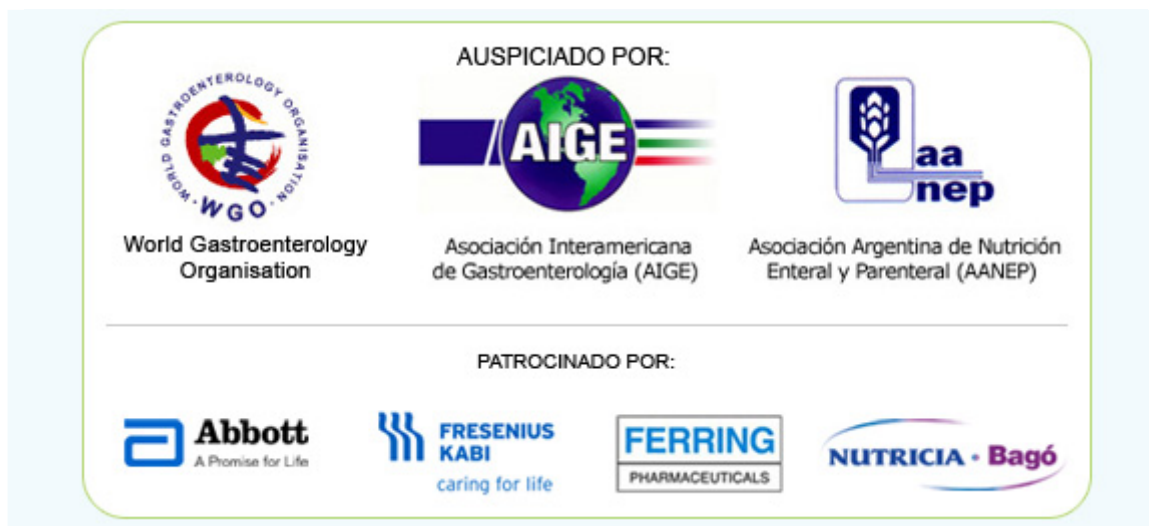 AUSPICIADO POR:
WORLD GASTROENTEROLOGY ORGANISATION
WGO
AIGE
aa
nep
World Gastroenterology
Organisation
Asociación Interamericana
de Gastroenterología (AIGE)
Asociación Argentina de Nutrición
Enteral y Parenteral (AANEP)
PATROCINADO POR:
Abbott
A Promise for Life
FRESENIUS
KABI
caring for life
FERRING
PHARMACEUTICALS
NUTRICIA · Bagó